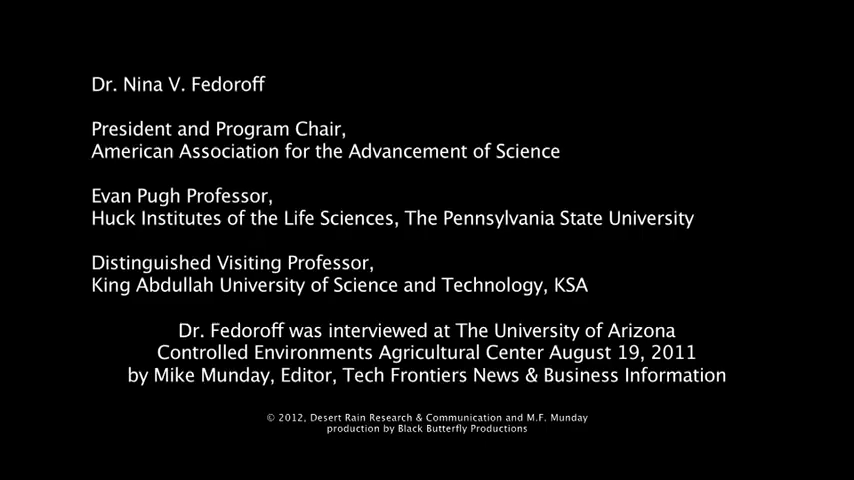 Dr. Nina V. Fedoroff
President and Program Chair,
American Association for the Advancement of Science
Evan Pugh Professor,
Huck Institutes of the Life Sciences, The Pennsylvania State University
Distinguished Visiting Professor,
King Abdullah University of Science and Technology, KSA
Dr. Fedoroff was interviewed at The University of Arizona
Controlled Environments Agricultural Center August 19, 2011
by Mike Munday, Editor, Tech Frontiers News & Business Information
© 2012, Desert Rain Research & Communication and M.F. Munday
production by Black Butterfly Productions